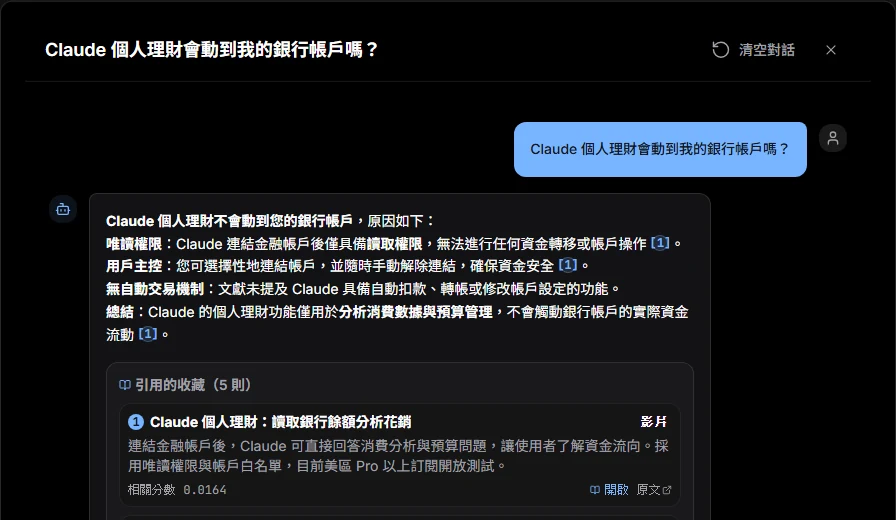 Claude 個人理財會動到我的銀行帳戶嗎？
清空對話
Claude 個人理財會動到我的銀行帳戶嗎？
Claude 個人理財不會動到您的銀行帳戶，原因如下：
唯讀權限：Claude 連結金融帳戶後僅具備讀取權限，無法進行任何資金轉移或帳戶操作 [1]。
用戶主控：您可選擇性地連結帳戶，並隨時手動解除連結，確保資金安全 [1]。
無自動交易機制：文獻未提及 Claude 具備自動扣款、轉帳或修改帳戶設定的功能。
總結：Claude 的個人理財功能僅用於分析消費數據與預算管理，不會觸動銀行帳戶的實際資金
流動 [1]。
引用的收藏（5 則）
1 Claude 個人理財：讀取銀行餘額分析花銷 影片
連結金融帳戶後，Claude 可直接回答消費分析與預算問題，讓使用者了解資金流向。採
用唯讀權限與帳戶白名單，目前美區 Pro 以上訂閱開放測試。
相關分數 0.0164 開啟 原文